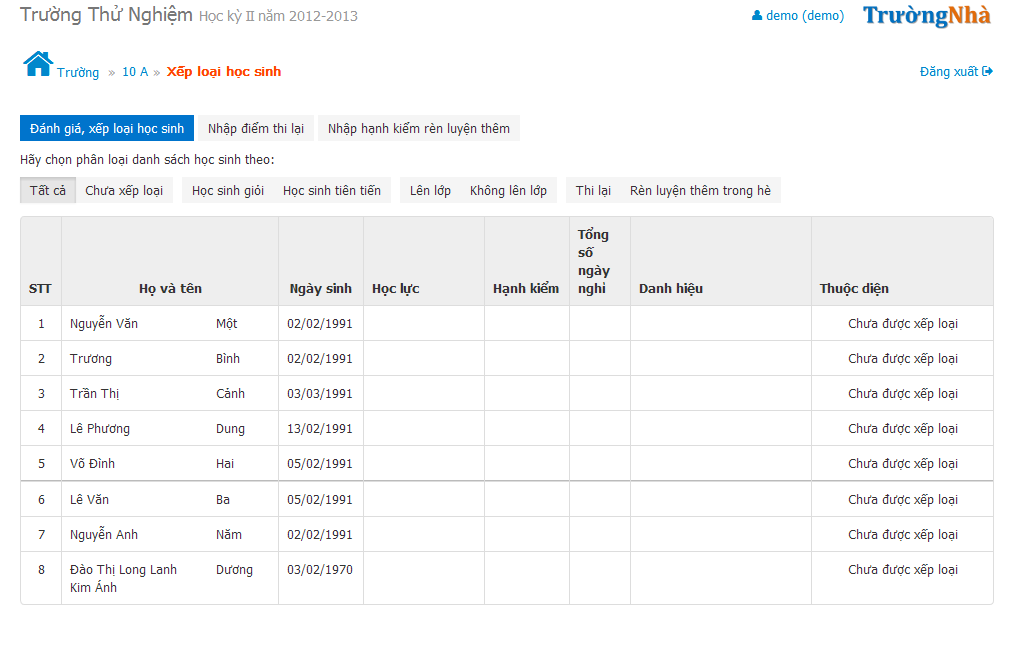 Trường Thử Nghiệm Học kỳ II năm 2012-2013 demo (demo) TrườngNhà
Trường » 10 A » Xếp loại học sinh Đăng xuất
Đánh giá, xếp loại học sinh Nhập điểm thi lại Nhập hạnh kiểm rèn luyện thêm
Hãy chọn phân loại danh sách học sinh theo:
Tất cả Chưa xếp loại Học sinh giỏi Học sinh tiên tiến Lên lớp Không lên lớp Thi lại Rèn luyện thêm trong hè
STT Họ và tên Ngày sinh Học lực Hạnh kiểm Tổng số ngày nghỉ Danh hiệu Thuộc diện
1 Nguyễn Văn Một 02/02/1991 Chưa được xếp loại
2 Trương Bình 02/02/1991 Chưa được xếp loại
3 Trần Thị Cảnh 03/03/1991 Chưa được xếp loại
4 Lê Phương Dung 13/02/1991 Chưa được xếp loại
5 Võ Đình Hai 05/02/1991 Chưa được xếp loại
6 Lê Văn Ba 05/02/1991 Chưa được xếp loại
7 Nguyễn Anh Năm 02/02/1991 Chưa được xếp loại
8 Đào Thị Long Lanh Dương 03/02/1970 Chưa được xếp loại
Kim Ánh